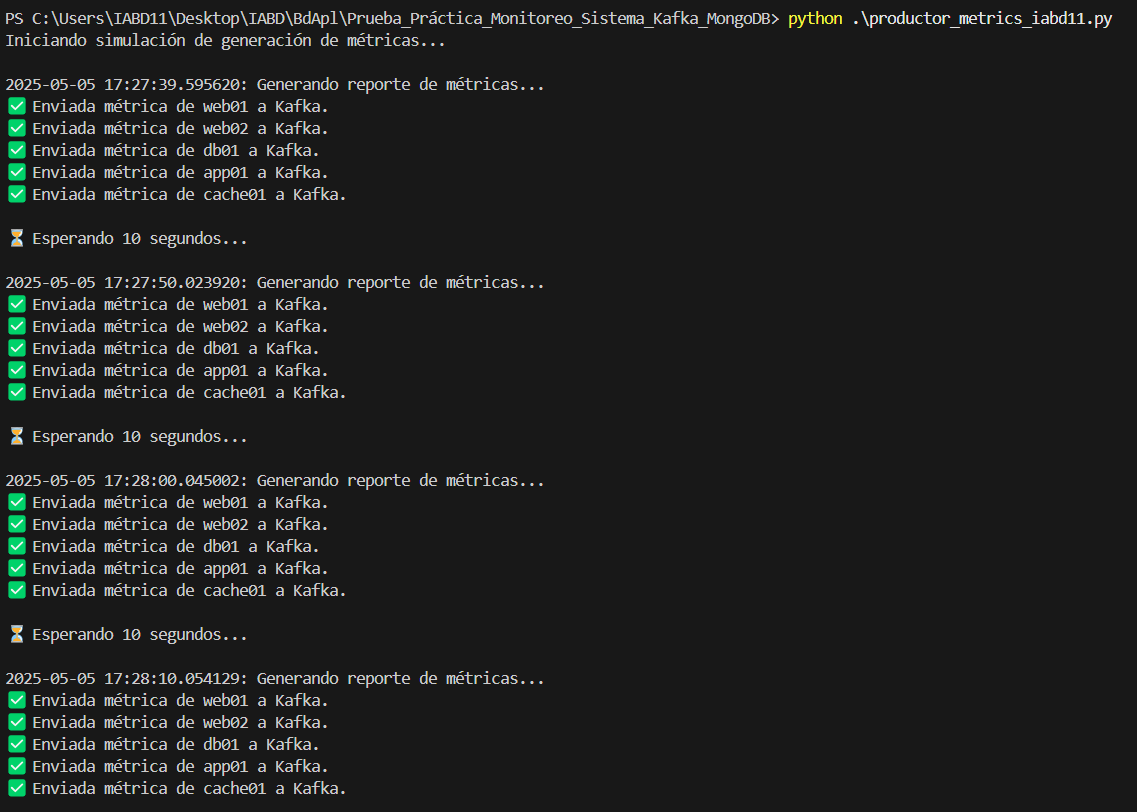 PS C:\Users\IABD11\Desktop\IABD\BdApl\Prueba_Práctica_Monitoreo_Sistema_Kafka_MongoDB> python .\productor_metrics_iabd11.py
Iniciando simulación de generación de métricas...
2025-05-05 17:27:39.595620: Generando reporte de métricas...
✅ Enviada métrica de web01 a Kafka.
✅ Enviada métrica de web02 a Kafka.
✅ Enviada métrica de db01 a Kafka.
✅ Enviada métrica de app01 a Kafka.
✅ Enviada métrica de cache01 a Kafka.
⏳ Esperando 10 segundos...
2025-05-05 17:27:50.023920: Generando reporte de métricas...
✅ Enviada métrica de web01 a Kafka.
✅ Enviada métrica de web02 a Kafka.
✅ Enviada métrica de db01 a Kafka.
✅ Enviada métrica de app01 a Kafka.
✅ Enviada métrica de cache01 a Kafka.
⏳ Esperando 10 segundos...
2025-05-05 17:28:00.045002: Generando reporte de métricas...
✅ Enviada métrica de web01 a Kafka.
✅ Enviada métrica de web02 a Kafka.
✅ Enviada métrica de db01 a Kafka.
✅ Enviada métrica de app01 a Kafka.
✅ Enviada métrica de cache01 a Kafka.
⏳ Esperando 10 segundos...
2025-05-05 17:28:10.054129: Generando reporte de métricas...
✅ Enviada métrica de web01 a Kafka.
✅ Enviada métrica de web02 a Kafka.
✅ Enviada métrica de db01 a Kafka.
✅ Enviada métrica de app01 a Kafka.
✅ Enviada métrica de cache01 a Kafka.